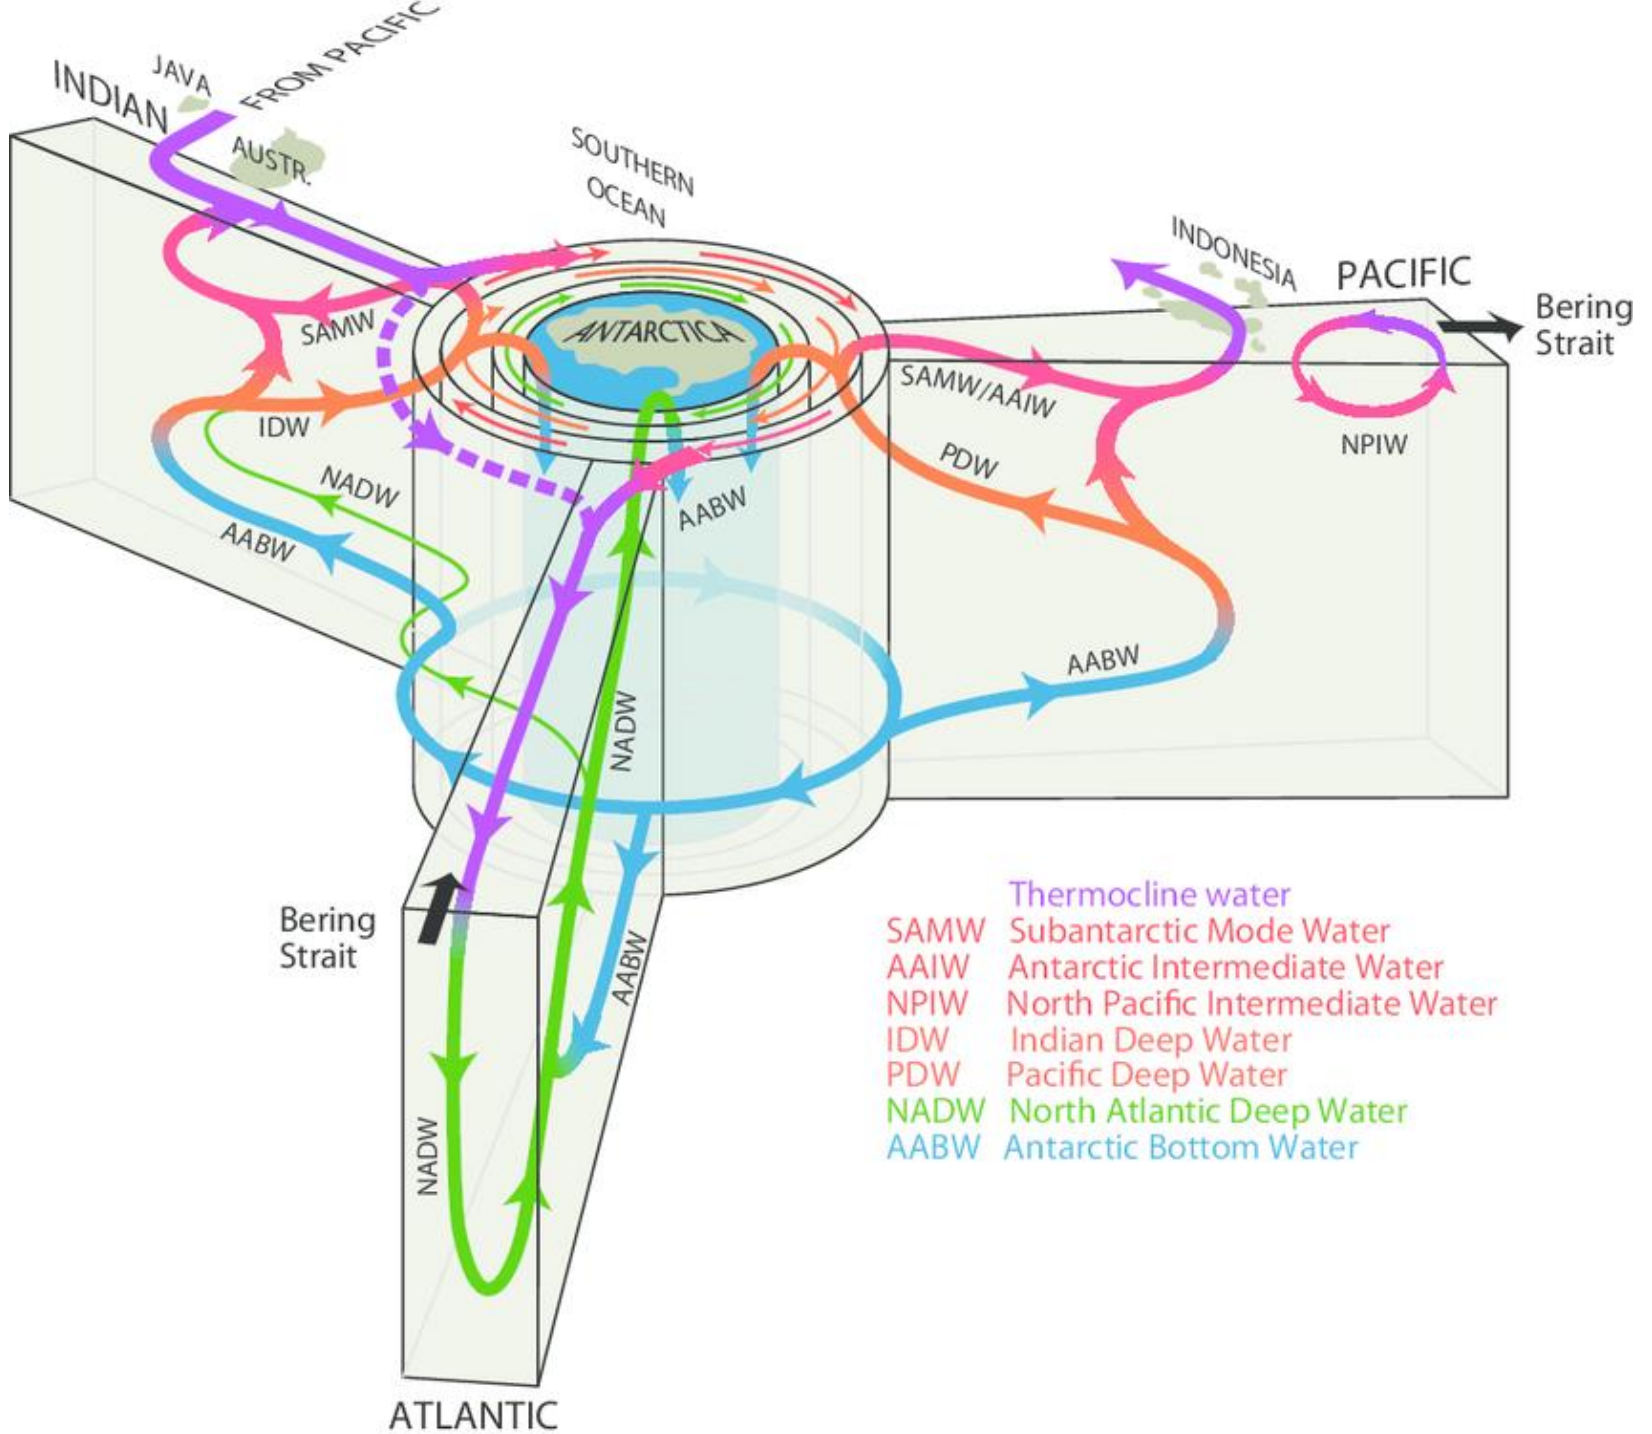 FROM PACIFIC
JAVA
INDIAN
AUSTR.
SOUTHERN
OCEAN
INDONESIA
PACIFIC
Bering
Strait
ANTARCTICA
SAMW
SAMW/AAIW
NPIW
IDW
PDW
NADW
AABW
AABW
AABW
NADW
Bering
Strait
AABW
NADW
ATLANTIC
Thermocline water
SAMW Subantarctic Mode Water
AAIW Antarctic Intermediate Water
NPIW North Pacific Intermediate Water
IDW Indian Deep Water
PDW Pacific Deep Water
NADW North Atlantic Deep Water
AABW Antarctic Bottom Water